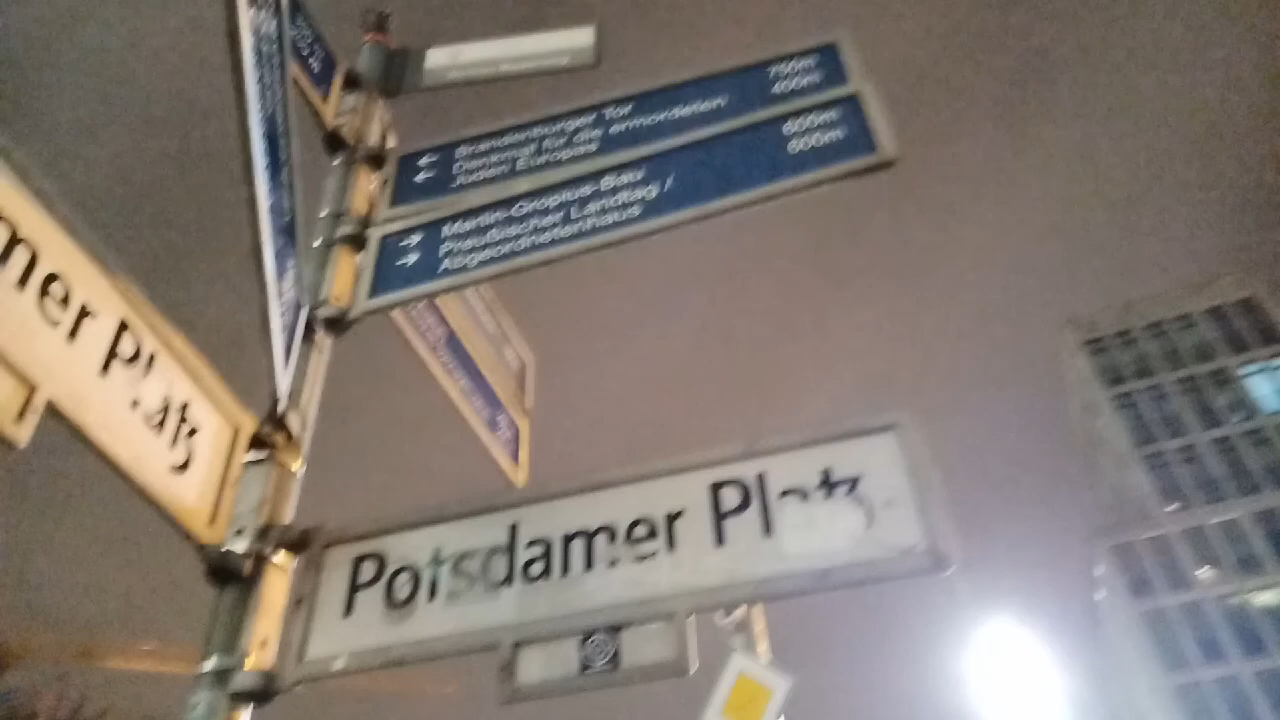 Brandenburger Tor 750m
Denkmal für die ermordeten 400m
Juden Europas
Martin-Gropius-Bau 600m
Preußischer Landtag / 600m
Abgeordnetenhaus
mer Platz
Potsdamer Platz